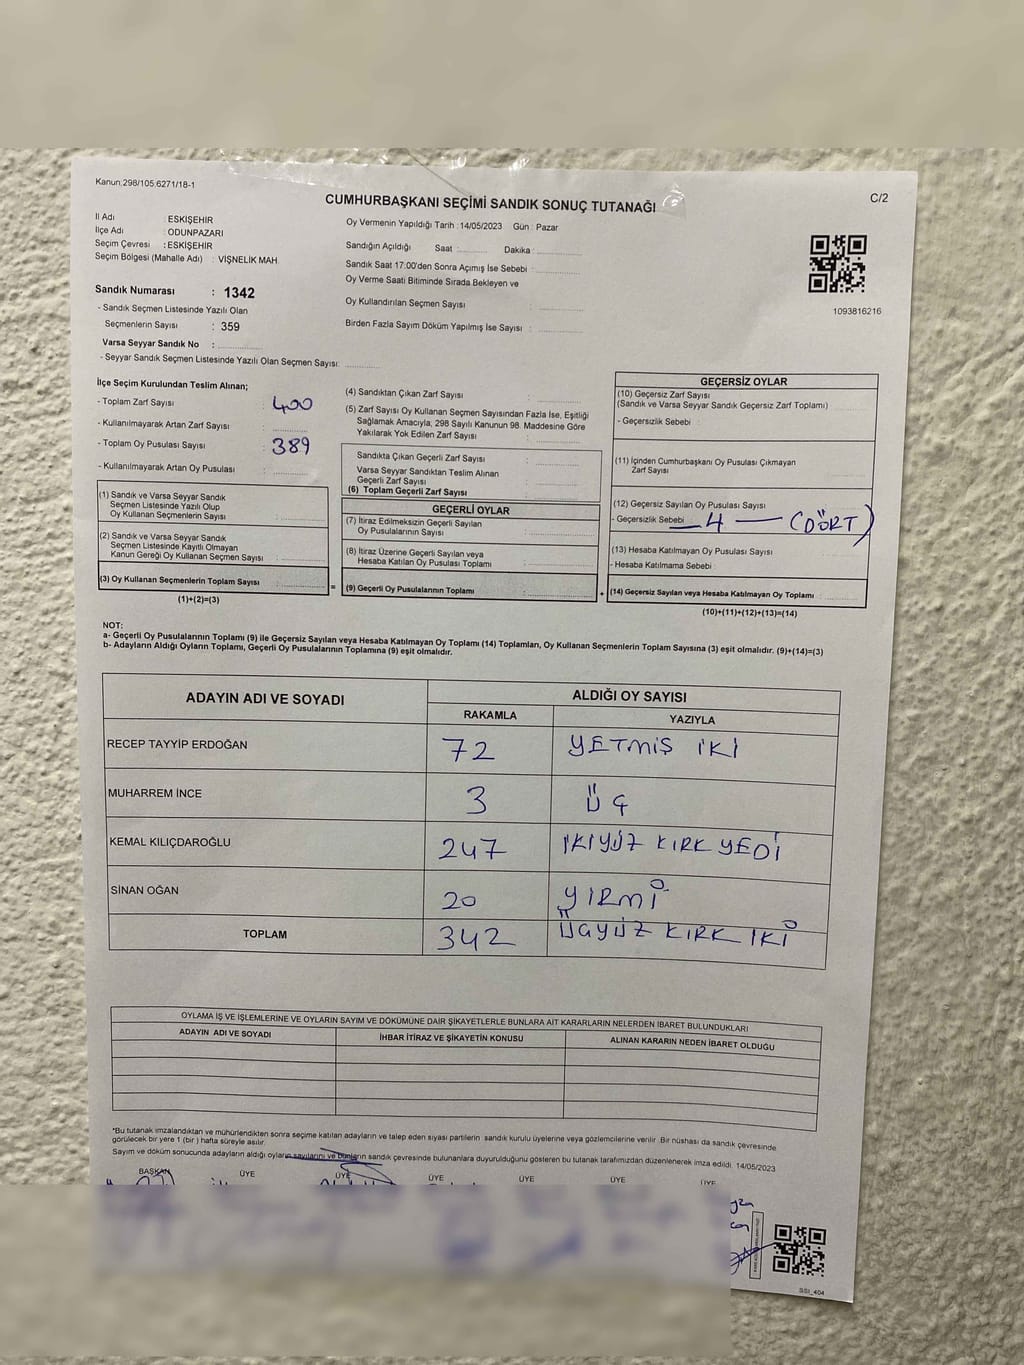 Kanun:298/105,6271/18-1
C/2
CUMHURBAŞKANI SEÇİMİ SANDIK SONUÇ TUTANAĞI
İl Adı : ESKİŞEHİR
İlçe Adı : ODUNPAZARI
Seçim Çevresi : ESKİŞEHİR
Seçim Bölgesi (Mahalle Adı) : VİŞNELİK MAH.
Oy Vermenin Yapıldığı Tarih : 14/05/2023 Gün : Pazar
Sandığın Açıldığı Saat : Dakika :
Sandık Saat 17:00'den Sonra Açımış İse Sebebi :
Oy Verme Saati Bitiminde Sırada Bekleyen ve
Oy Kullandırılan Seçmen Sayısı
Birden Fazla Sayım Döküm Yapılmış İse Sayısı :
1093816216
Sandık Numarası : 1342
- Sandık Seçmen Listesinde Yazılı Olan
Seçmenlerin Sayısı : 359
Varsa Seyyar Sandık No :
- Seyyar Sandık Seçmen Listesinde Yazılı Olan Seçmen Sayısı:
İlçe Seçim Kurulundan Teslim Alınan;
- Toplam Zarf Sayısı : 400
- Kullanılmayarak Artan Zarf Sayısı :
- Toplam Oy Pusulası Sayısı : 389
- Kullanılmayarak Artan Oy Pusulası :
(1) Sandık ve Varsa Seyyar Sandık
Seçmen Listesinde Yazılı Olup
Oy Kullanan Seçmenlerin Sayısı :
(2) Sandık ve Varsa Seyyar Sandık
Seçmen Listesinde Kayıtlı Olmayan
Kanun Gereği Oy Kullanan Seçmen Sayısı :
(3) Oy Kullanan Seçmenlerin Toplam Sayısı :
(1)+(2)=(3)
(4) Sandıktan Çıkan Zarf Sayısı :
(5) Zarf Sayısı Oy Kullanan Seçmen Sayısından Fazla İse, Eşitliği
Sağlamak Amacıyla, 298 Sayılı Kanunun 98. Maddesine Göre
Yakılarak Yok Edilen Zarf Sayısı :
Sandıkta Çıkan Geçerli Zarf Sayısı :
Varsa Seyyar Sandıktan Teslim Alınan
Geçerli Zarf Sayısı :
(6) Toplam Geçerli Zarf Sayısı :
=
GEÇERLİ OYLAR
(7) İtiraz Edilmeksizin Geçerli Sayılan
Oy Pusulalarının Sayısı :
(8) İtiraz Üzerine Geçerli Sayılan veya
Hesaba Katılan Oy Pusulası Toplamı :
(9) Geçerli Oy Pusulalarının Toplamı :
+
GEÇERSİZ OYLAR
(10) Geçersiz Zarf Sayısı
(Sandık ve Varsa Seyyar Sandık Geçersiz Zarf Toplamı)
- Geçersizlik Sebebi :
(11) İçinden Cumhurbaşkanı Oy Pusulası Çıkmayan
Zarf Sayısı
(12) Geçersiz Sayılan Oy Pusulası Sayısı
- Geçersizlik Sebebi 4 — (DÖRT)
(13) Hesaba Katılmayan Oy Pusulası Sayısı
- Hesaba Katılmama Sebebi :
(14) Geçersiz Sayılan veya Hesaba Katılmayan Oy Toplamı :
(10)+(11)+(12)+(13)=(14)
NOT:
a- Geçerli Oy Pusulalarının Toplamı (9) ile Geçersiz Sayılan veya Hesaba Katılmayan Oy Toplamı (14) Toplamları, Oy Kullanan Seçmenlerin Toplam Sayısına (3) eşit olmalıdır. (9)+(14)=(3)
b- Adayların Aldığı Oyların Toplamı, Geçerli Oy Pusulalarının Toplamına (9) eşit olmalıdır.
ADAYIN ADI VE SOYADI
ALDIĞI OY SAYISI
RAKAMLA
YAZIYLA
RECEP TAYYİP ERDOĞAN 72 YETMİŞ İKİ
MUHARREM İNCE 3 ÜÇ
KEMAL KILIÇDAROĞLU 247 İKİYÜZ KIRK YEDİ
SİNAN OĞAN 20 YİRMİ
TOPLAM 342 ÜÇYÜZ KIRK İKİ
OYLAMA İŞ VE İŞLEMLERİNE VE OYLARIN SAYIM VE DÖKÜMÜNE DAİR ŞİKAYETLERLE BUNLARA AİT KARARLARIN NELERDEN İBARET BULUNDUKLARI
ADAYIN ADI VE SOYADI
İHBAR İTİRAZ VE ŞİKAYETİN KONUSU
ALINAN KARARIN NEDEN İBARET OLDUĞU
*Bu tutanak imzalandıktan ve mühürlendikten sonra seçime katılan adayların ve talep eden siyasi partilerin sandık kurulu üyelerine veya gözlemcilerine verilir. Bir nüshası da sandık çevresinde
görülecek bir yere 1 (bir) hafta süreyle asılır.
Sayım ve döküm sonucunda adayların aldığı oyların sayılarını ve bunların sandık çevresinde bulunanlara duyurulduğunu gösteren bu tutanak tarafımızdan düzenlenerek imza edildi. 14/05/2023
BAŞKAN ÜYE ÜYE ÜYE ÜYE ÜYE ÜYE
SSI_404